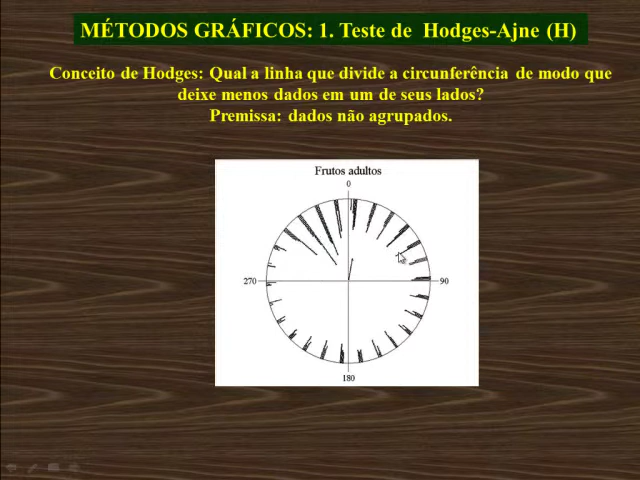 MÉTODOS GRÁFICOS: 1. Teste de Hodges-Ajne (H)
Conceito de Hodges: Qual a linha que divide a circunferência de modo que
deixe menos dados em um de seus lados?
Premissa: dados não agrupados.
Frutos adultos
0
270
90
180